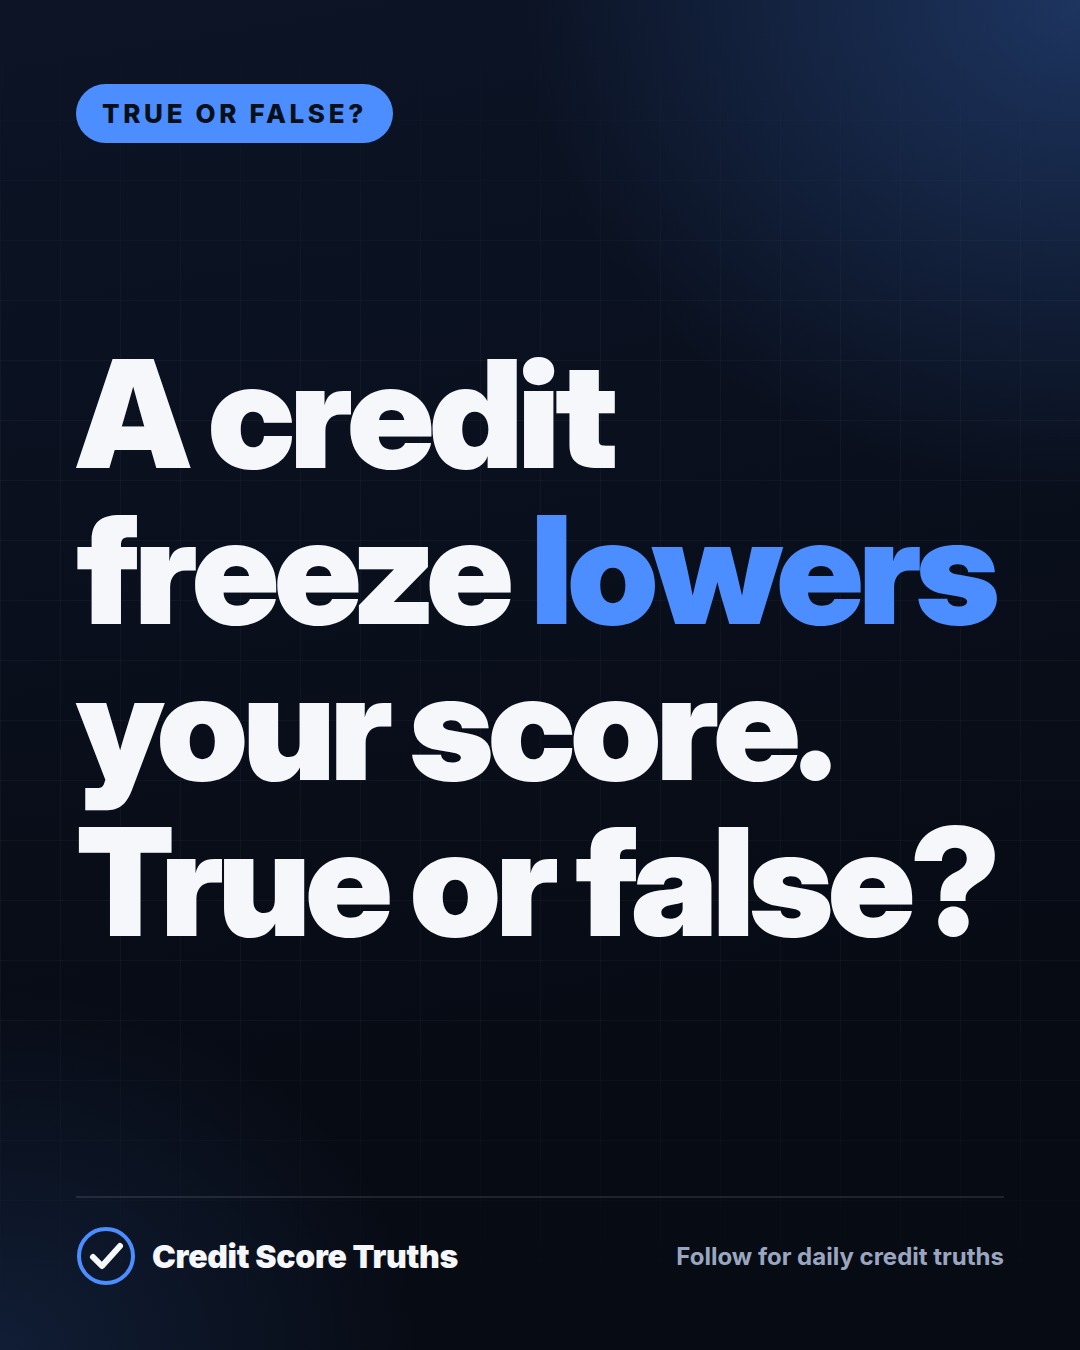 TRUE OR FALSE?
A credit
freeze lowers
your score.
True or false?
Credit Score Truths
Follow for daily credit truths